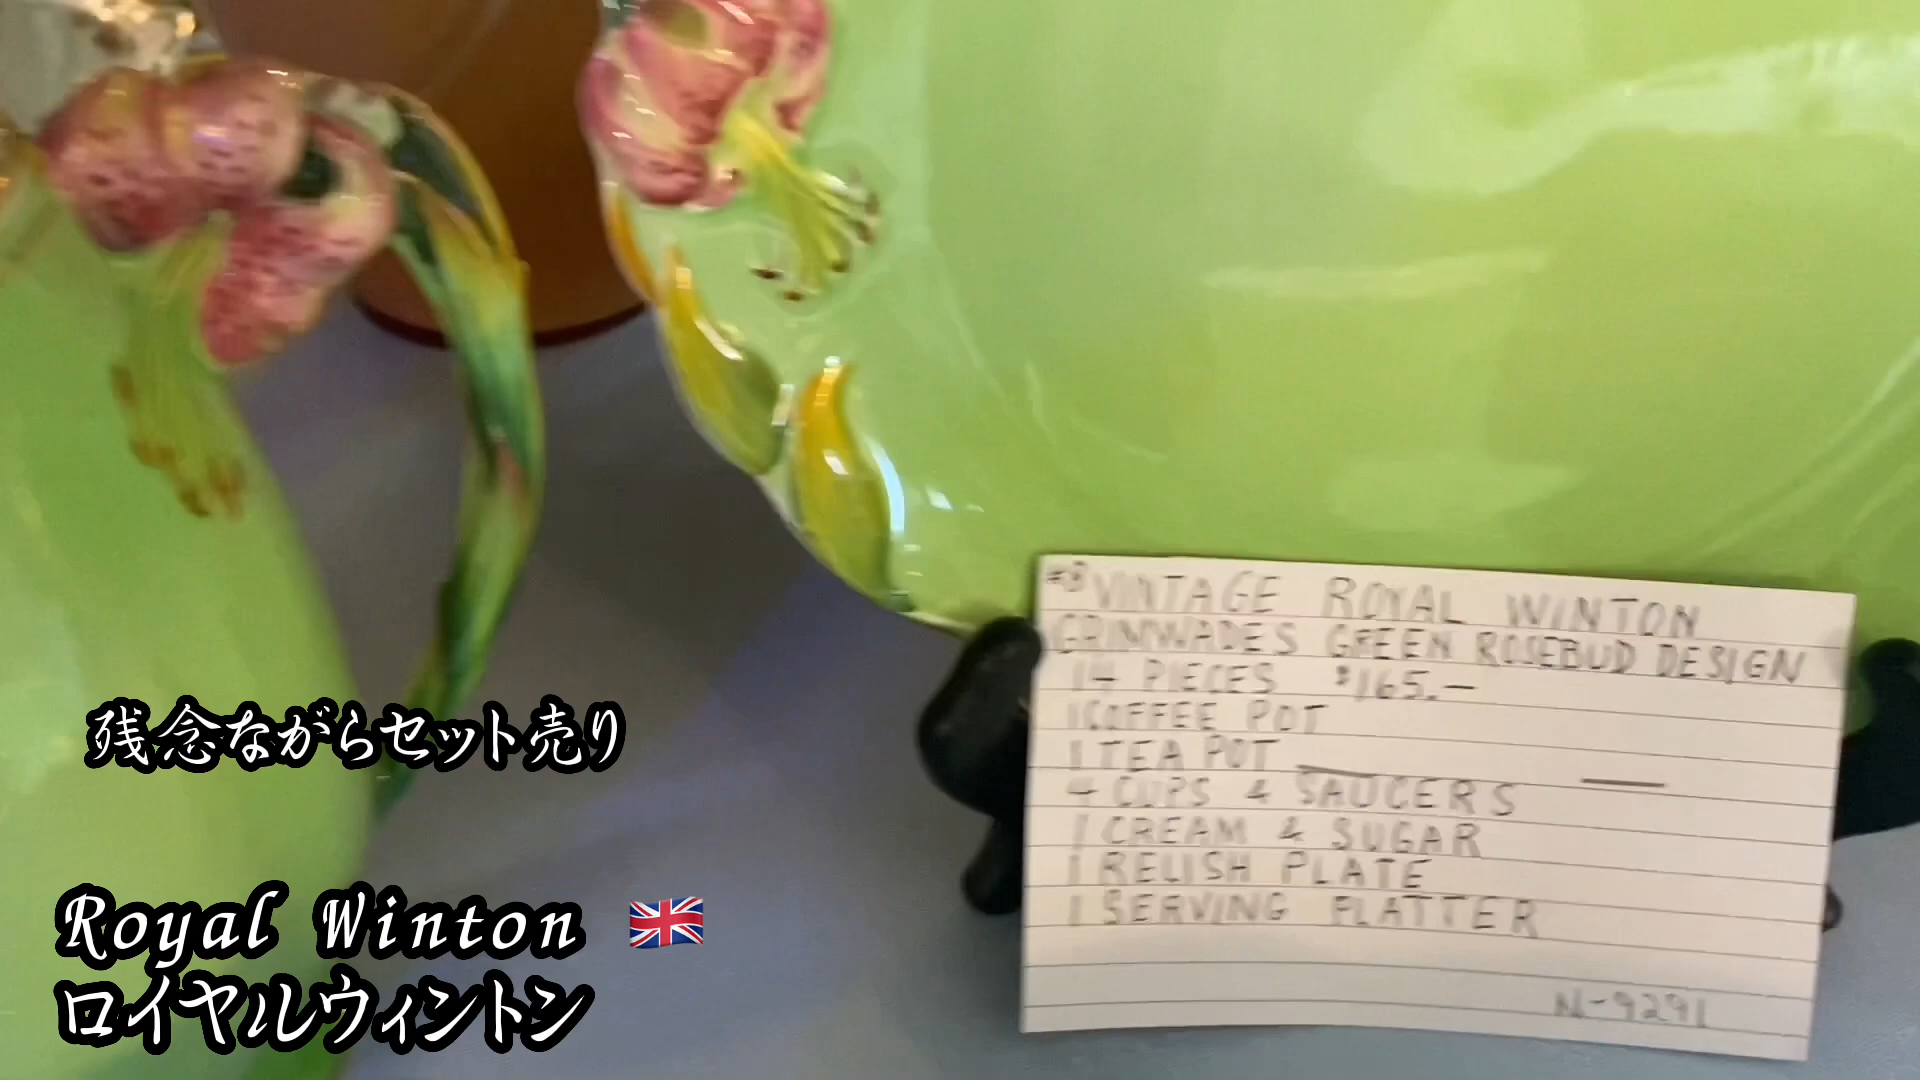 #8 VINTAGE ROYAL WINTON
GRIMWADES GREEN ROSEBUD DESIGN
14 PIECES $165.—
1 COFFEE POT
1 TEA POT
4 CUPS & SAUCERS
1 CREAM & SUGAR
1 RELISH PLATE
1 SERVING PLATTER
N-9291
残念ながらセット売り
Royal Winton 🇬🇧
ロイヤルウィントン